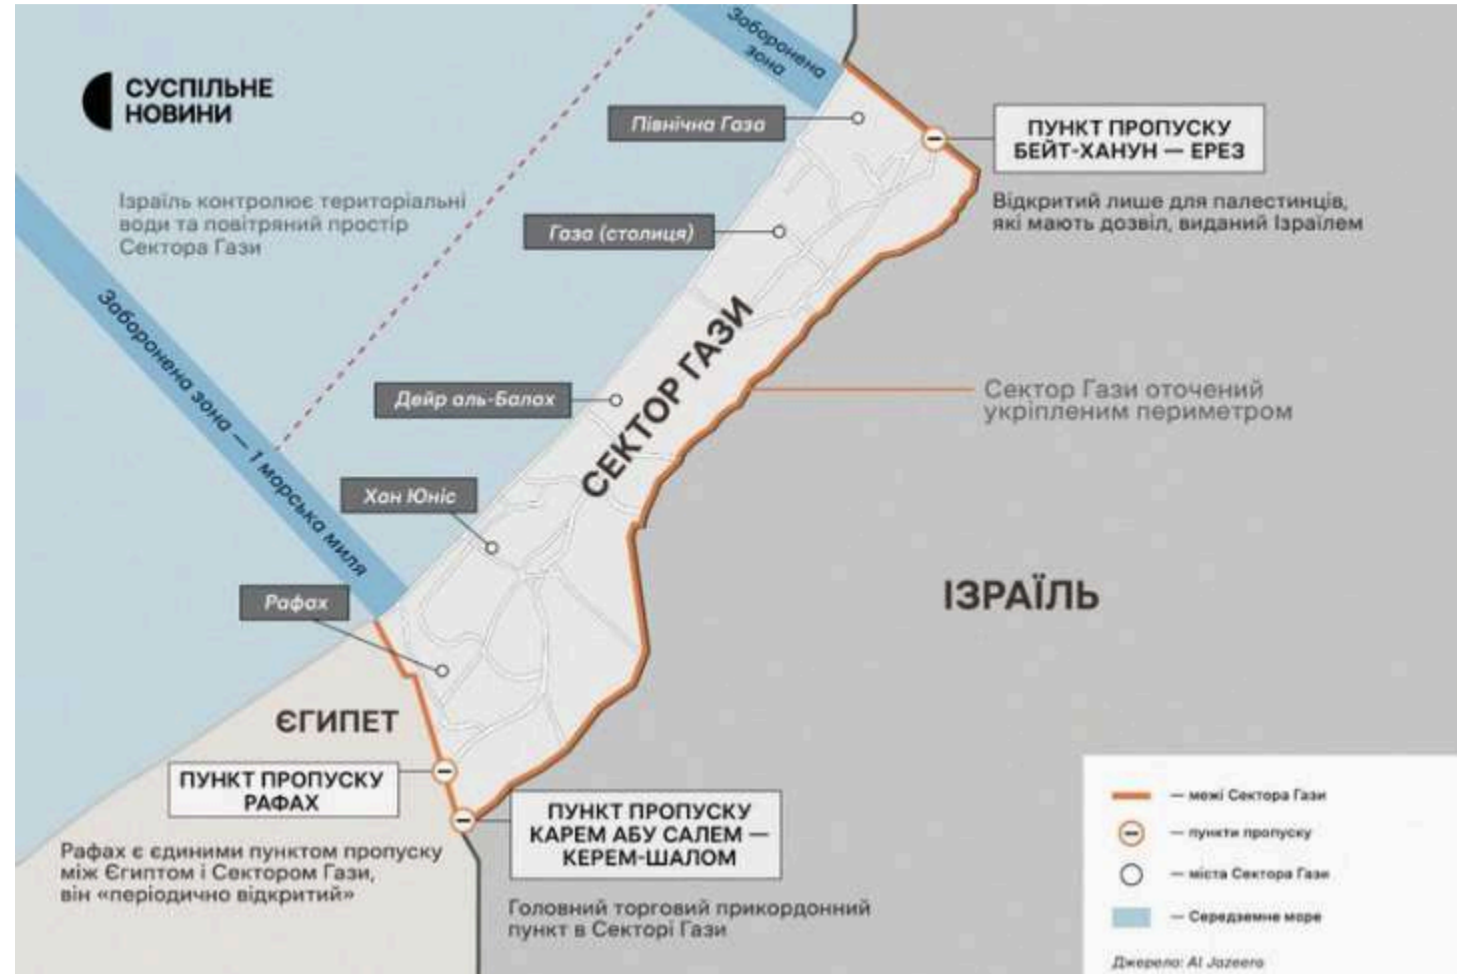 Заборонена
зона
СУСПІЛЬНЕ
НОВИНИ
Північна Газа
ПУНКТ ПРОПУСКУ
БЕЙТ-ХАНУН — ЕРЕЗ
Ізраїль контролює територіальні
води та повітряний простір
Сектора Гази
Відкритий лише для палестинців,
які мають дозвіл, виданий Ізраїлем
Газа (столиця)
Заборонена зона — 1 морська миля
СЕКТОР ГАЗИ
Дейр аль-Балах
Сектор Гази оточений
укріпленим периметром
Хан Юніс
Рафах
ІЗРАЇЛЬ
ЄГИПЕТ
ПУНКТ ПРОПУСКУ
РАФАХ
ПУНКТ ПРОПУСКУ
КАРЕМ АБУ САЛЕМ —
КЕРЕМ-ШАЛОМ
Рафах є єдиними пунктом пропуску
між Єгиптом і Сектором Гази,
він «періодично відкритий»
Головний торговий прикордонний
пункт в Секторі Гази
— межі Сектора Гази
— пункти пропуску
— міста Сектора Гази
— Середземне море
Джерело: Al Jazeera